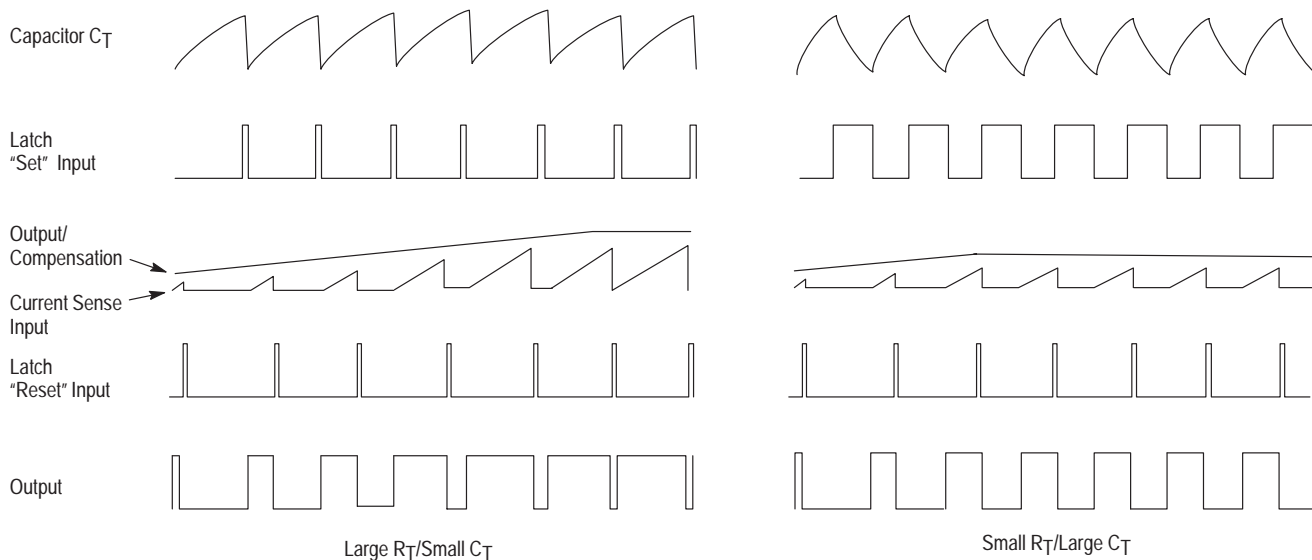 Capacitor CT
Latch
“Set” Input
Output/
Compensation
Current Sense
Input
Latch
“Reset” Input
Output
Large RT/Small CT
Small RT/Large CT